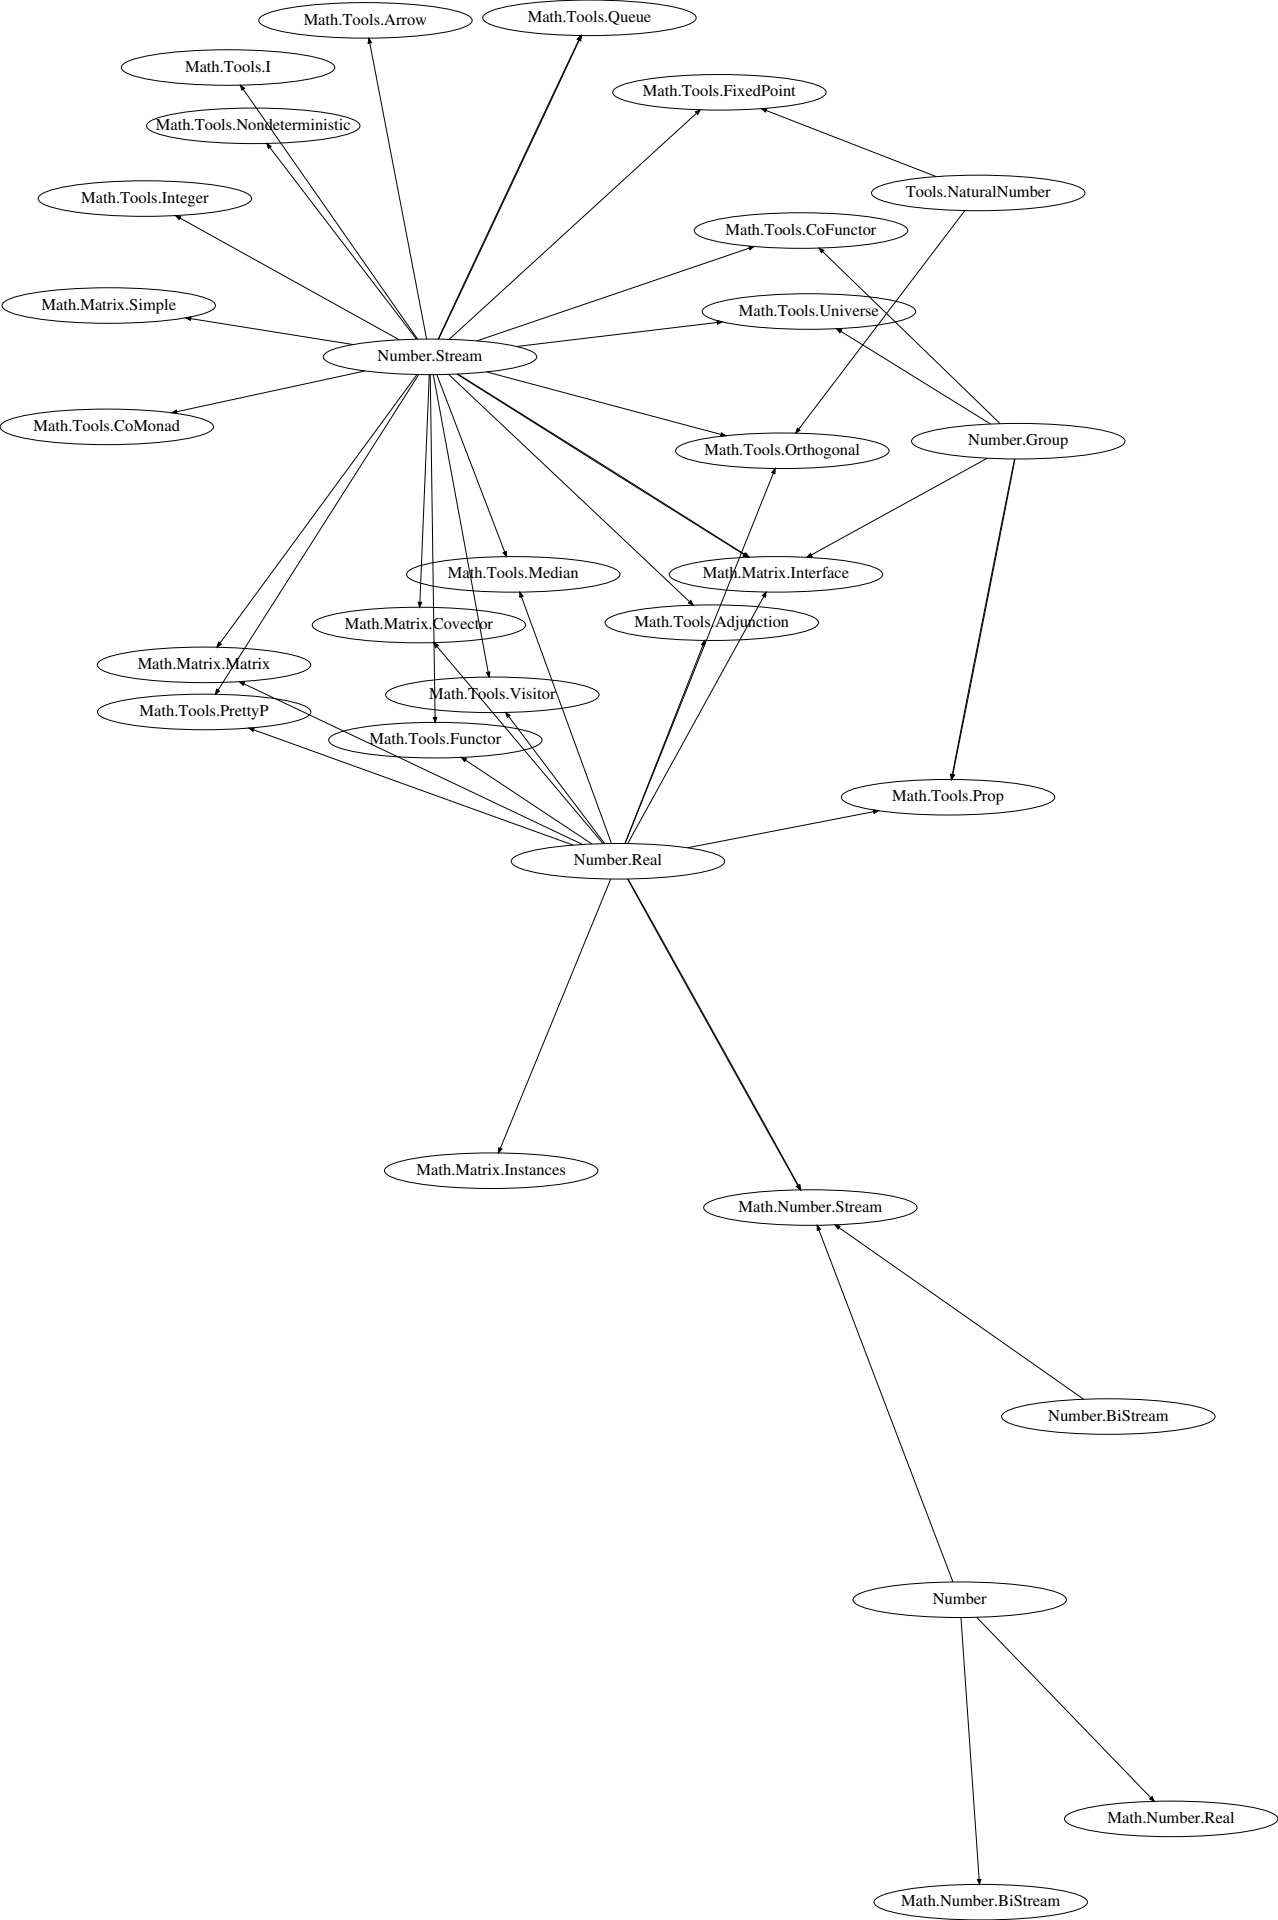 Math.Tools.Queue
Math.Tools.Arrow
Math.Tools.I
Math.Tools.FixedPoint
Math.Tools.Nondeterministic
Tools.NaturalNumber
Math.Tools.Integer
Math.Tools.CoFunctor
Math.Matrix.Simple
Math.Tools.Universe
Number.Stream
Math.Tools.CoMonad
Number.Group
Math.Tools.Orthogonal
Math.Tools.Median
Math.Matrix.Interface
Math.Matrix.Covector
Math.Tools.Adjunction
Math.Matrix.Matrix
Math.Tools.Visitor
Math.Tools.PrettyP
Math.Tools.Functor
Math.Tools.Prop
Number.Real
Math.Matrix.Instances
Math.Number.Stream
Number.BiStream
Number
Math.Number.Real
Math.Number.BiStream